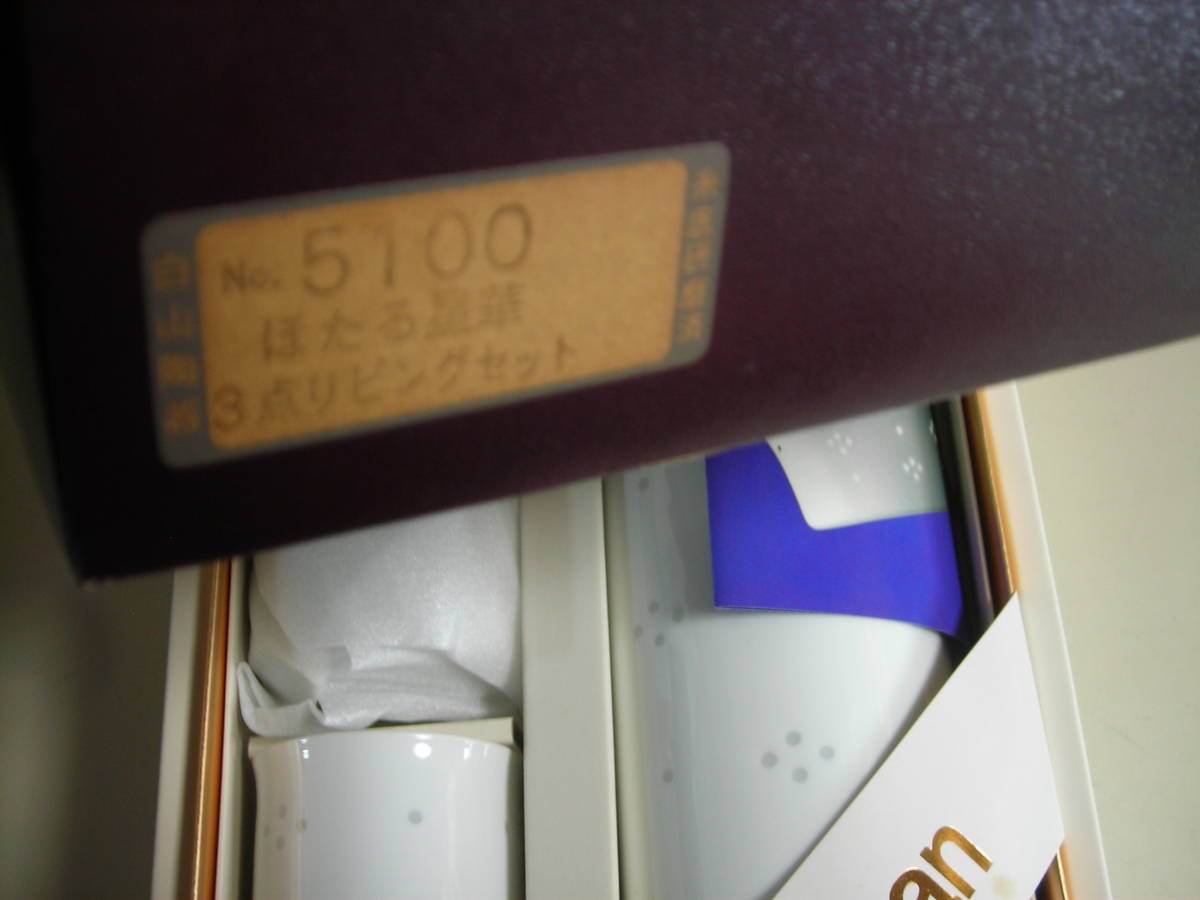 白山陶器
No. 5100
ほたる星華
3点リビングセット
an